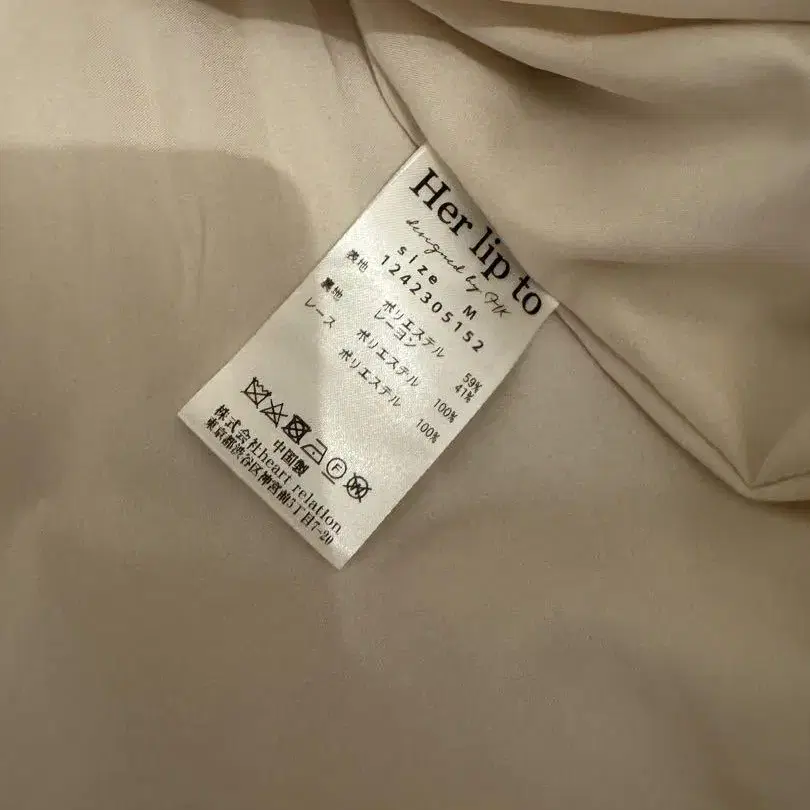 Her lip to
designed by HK
size M
1242305152
表地 ポリエステル 59%
レーヨン 41%
裏地 ポリエステル 100%
レース ポリエステル 100%
F W
中国製
株式会社heart relation
東京都渋谷区神宮前5丁目7-20